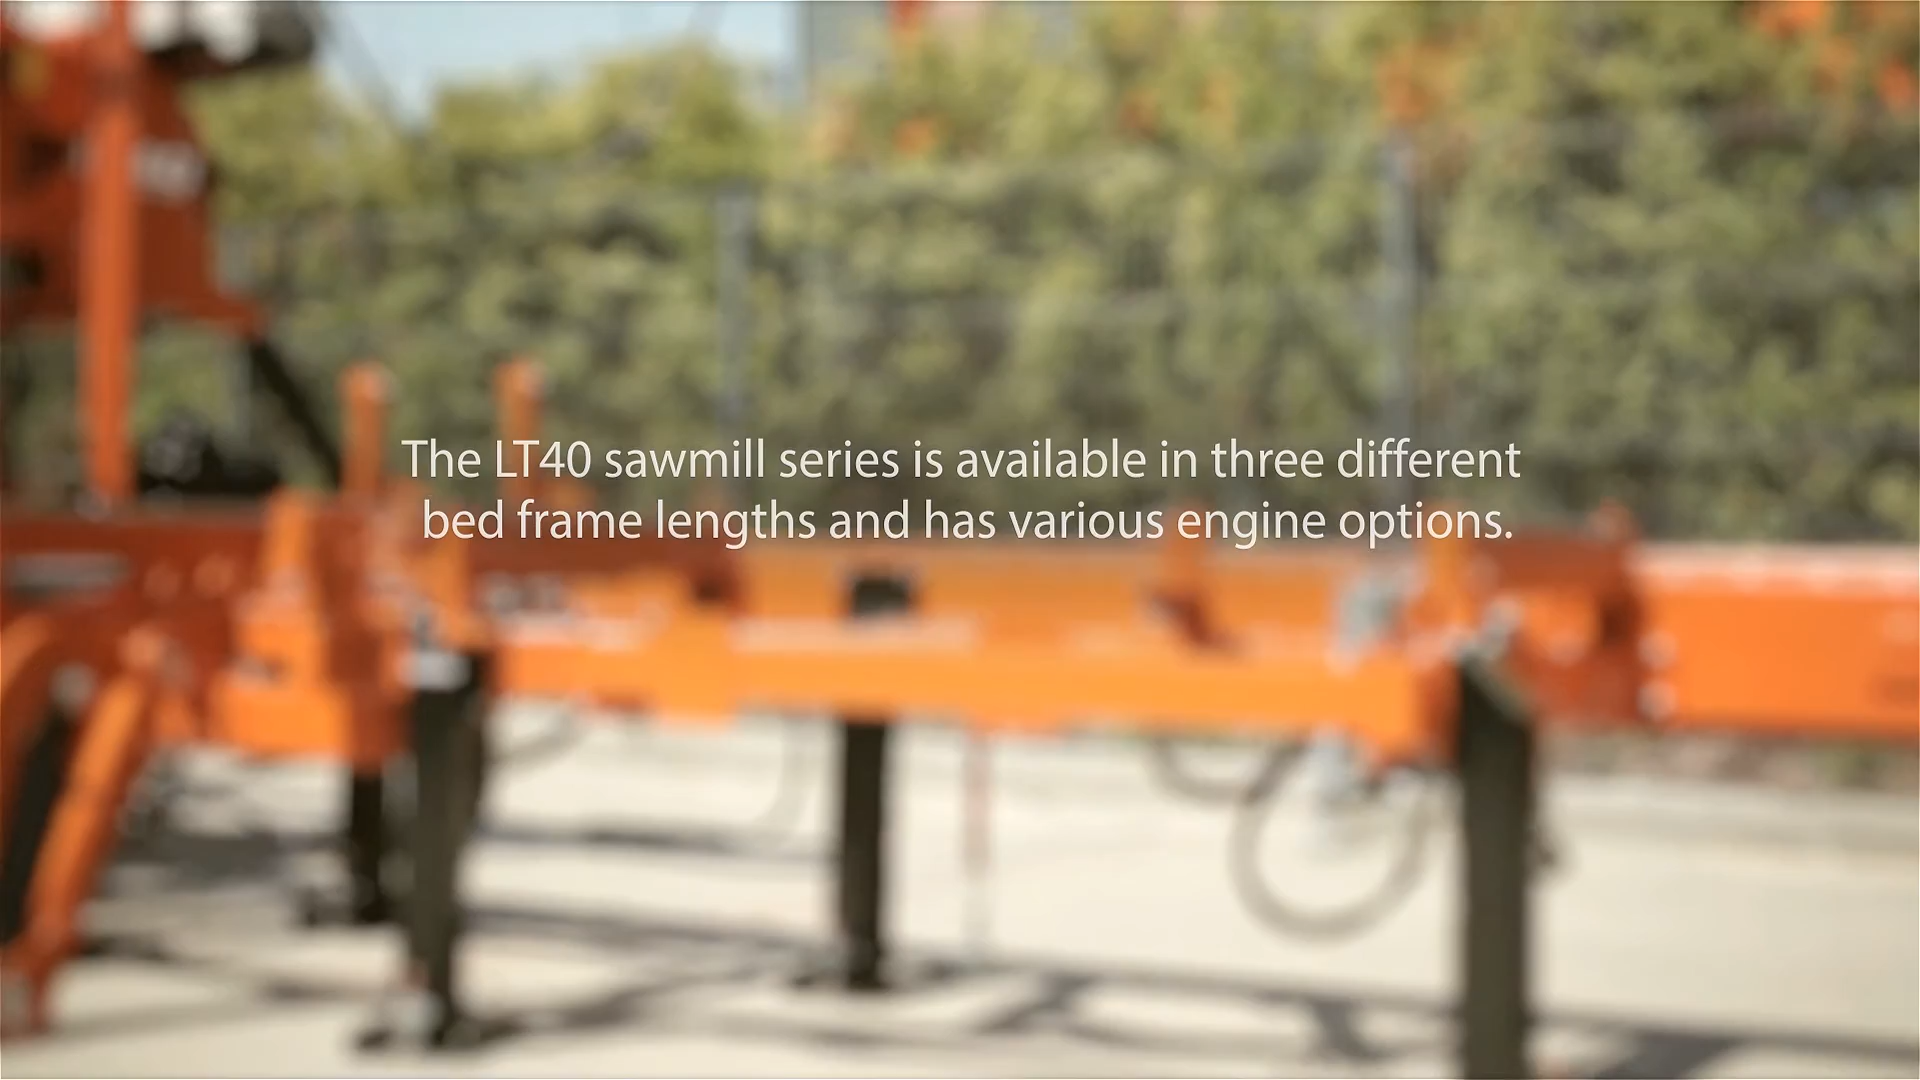 The LT40 sawmill series is available in three different
bed frame lengths and has various engine options.